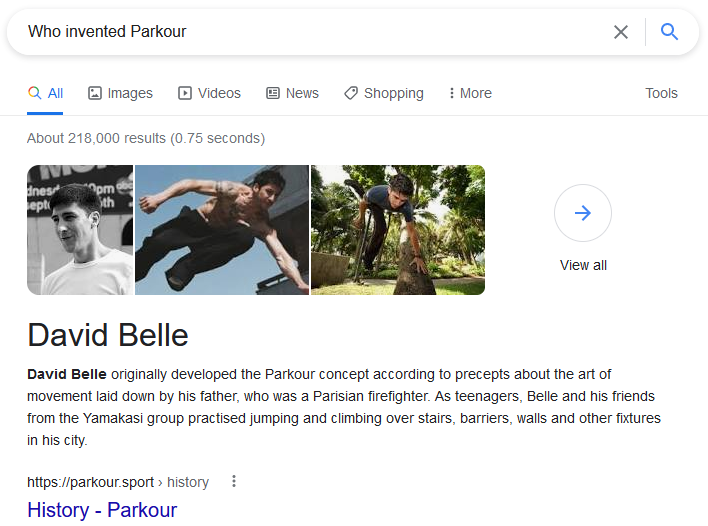 Who invented Parkour
All Images Videos News Shopping More Tools
About 218,000 results (0.75 seconds)
View all
David Belle
David Belle originally developed the Parkour concept according to precepts about the art of
movement laid down by his father, who was a Parisian firefighter. As teenagers, Belle and his friends
from the Yamakasi group practised jumping and climbing over stairs, barriers, walls and other fixtures
in his city.
https://parkour.sport › history
History - Parkour